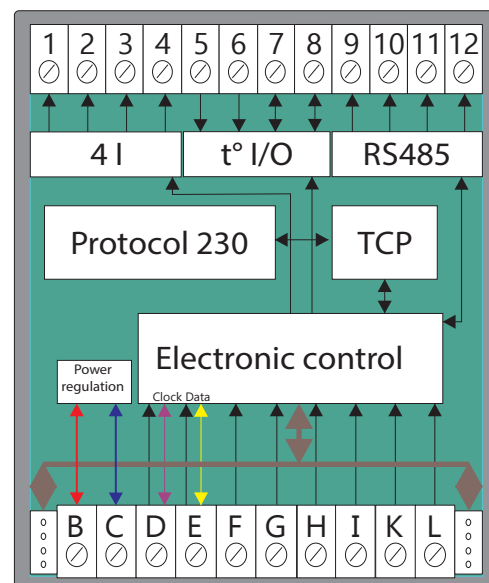 1 2 3 4 5 6 7 8 9 10 11 12
4 I t° I/O RS485
Protocol 230 TCP
Electronic control
Power
regulation
Clock Data
B C D E F G H I K L